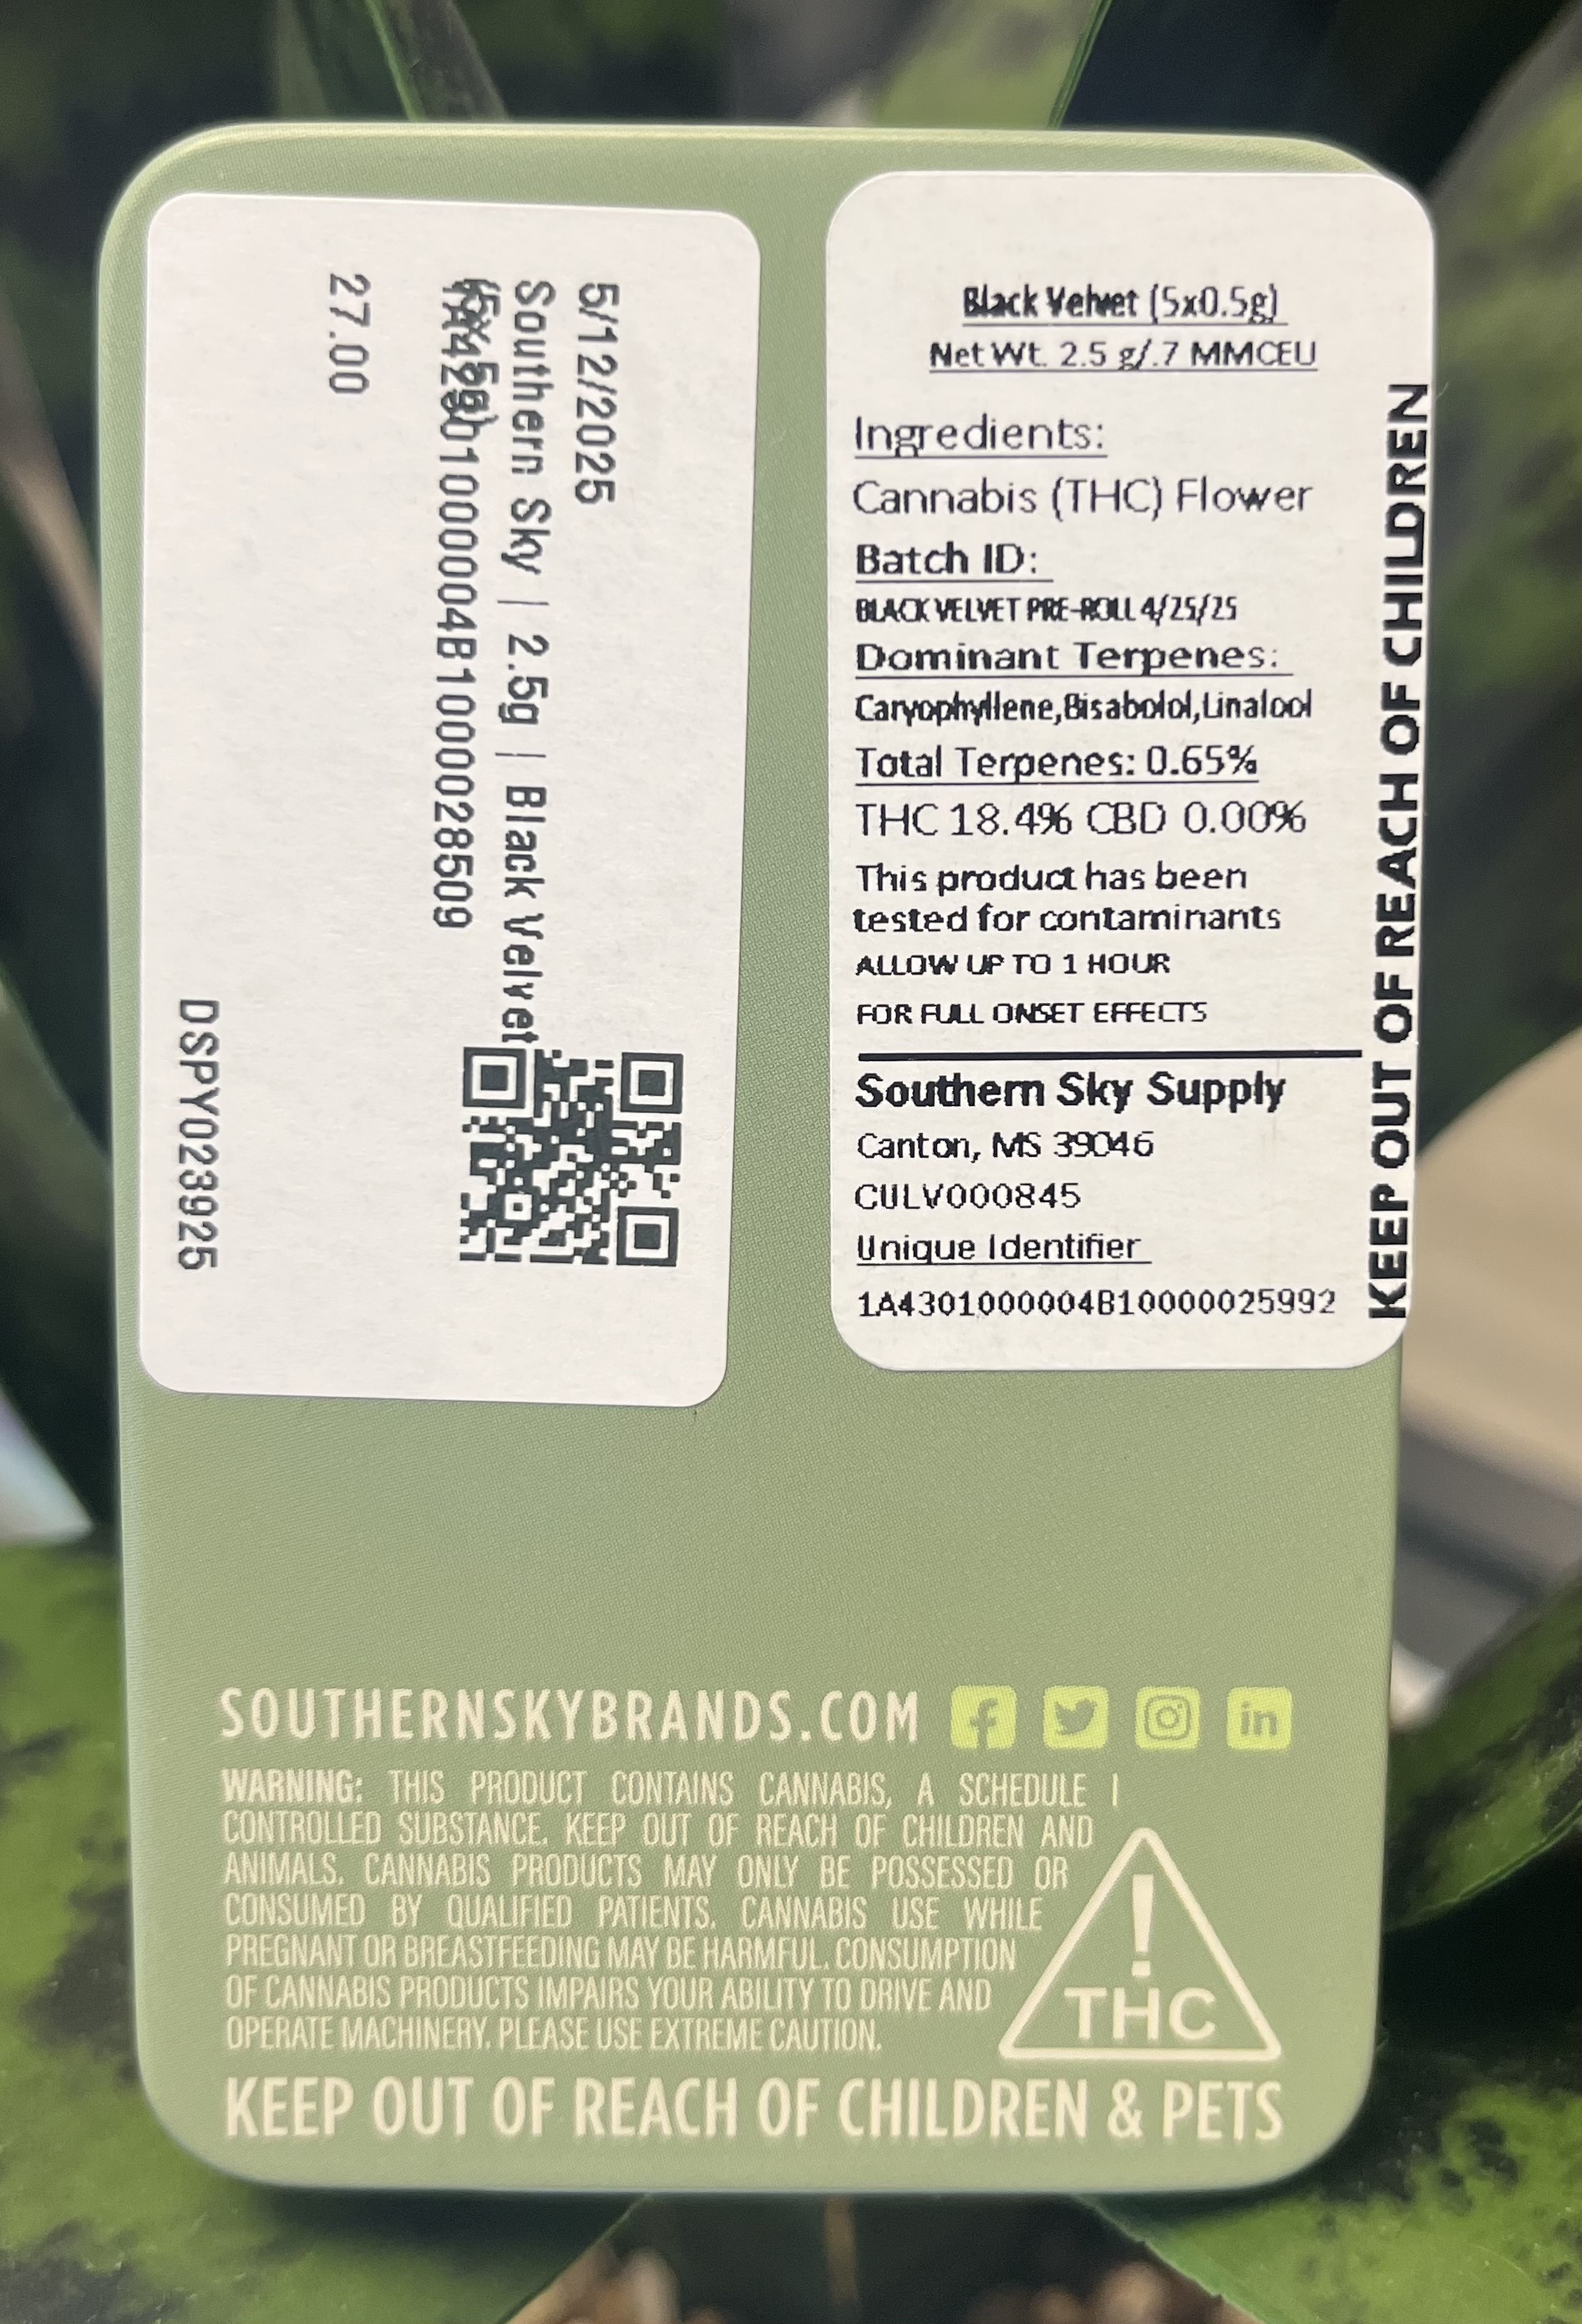 5/12/2025
Southern Sky | 2.5g | Black Velvet
(5x.5g)
27.00
DSPY023925
Black Velvet (5x0.5g)
Net Wt. 2.5 g/.7 MMCEU
Ingredients:
Cannabis (THC) Flower
Batch ID:
BLACK VELVET PRE-ROLL 4/25/25
Dominant Terpenes:
Caryophyllene,Bisabolol,Linalool
Total Terpenes: 0.65%
THC 18.4% CBD 0.00%
This product has been
tested for contaminants
ALLOW UP TO 1 HOUR
FOR FULL ONSET EFFECTS
Southern Sky Supply
Canton, MS 39046
CULV000845
Unique Identifier
1A4301000004B10000025992
KEEP OUT OF REACH OF CHILDREN
SOUTHERNSKYBRANDS.COM
WARNING: THIS PRODUCT CONTAINS CANNABIS, A SCHEDULE I
CONTROLLED SUBSTANCE. KEEP OUT OF REACH OF CHILDREN AND
ANIMALS. CANNABIS PRODUCTS MAY ONLY BE POSSESSED OR
CONSUMED BY QUALIFIED PATIENTS. CANNABIS USE WHILE
PREGNANT OR BREASTFEEDING MAY BE HARMFUL. CONSUMPTION
OF CANNABIS PRODUCTS IMPAIRS YOUR ABILITY TO DRIVE AND
OPERATE MACHINERY. PLEASE USE EXTREME CAUTION.
!
THC
KEEP OUT OF REACH OF CHILDREN & PETS